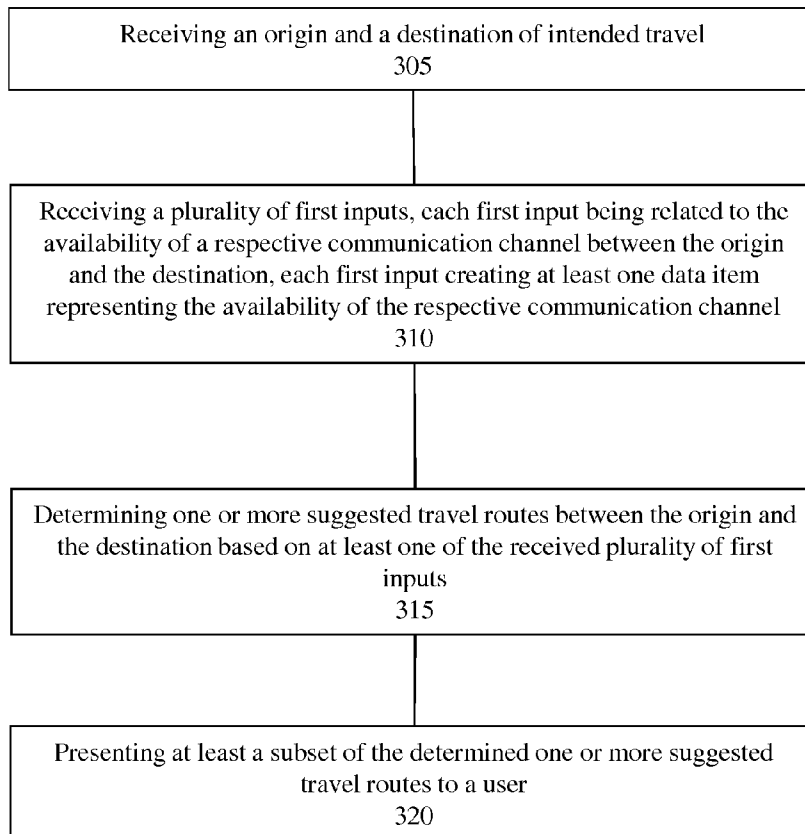 Receiving an origin and a destination of intended travel
305
Receiving a plurality of first inputs, each first input being related to the
availability of a respective communication channel between the origin
and the destination, each first input creating at least one data item
representing the availability of the respective communication channel
310
Determining one or more suggested travel routes between the origin and
the destination based on at least one of the received plurality of first
inputs
315
Presenting at least a subset of the determined one or more suggested
travel routes to a user
320